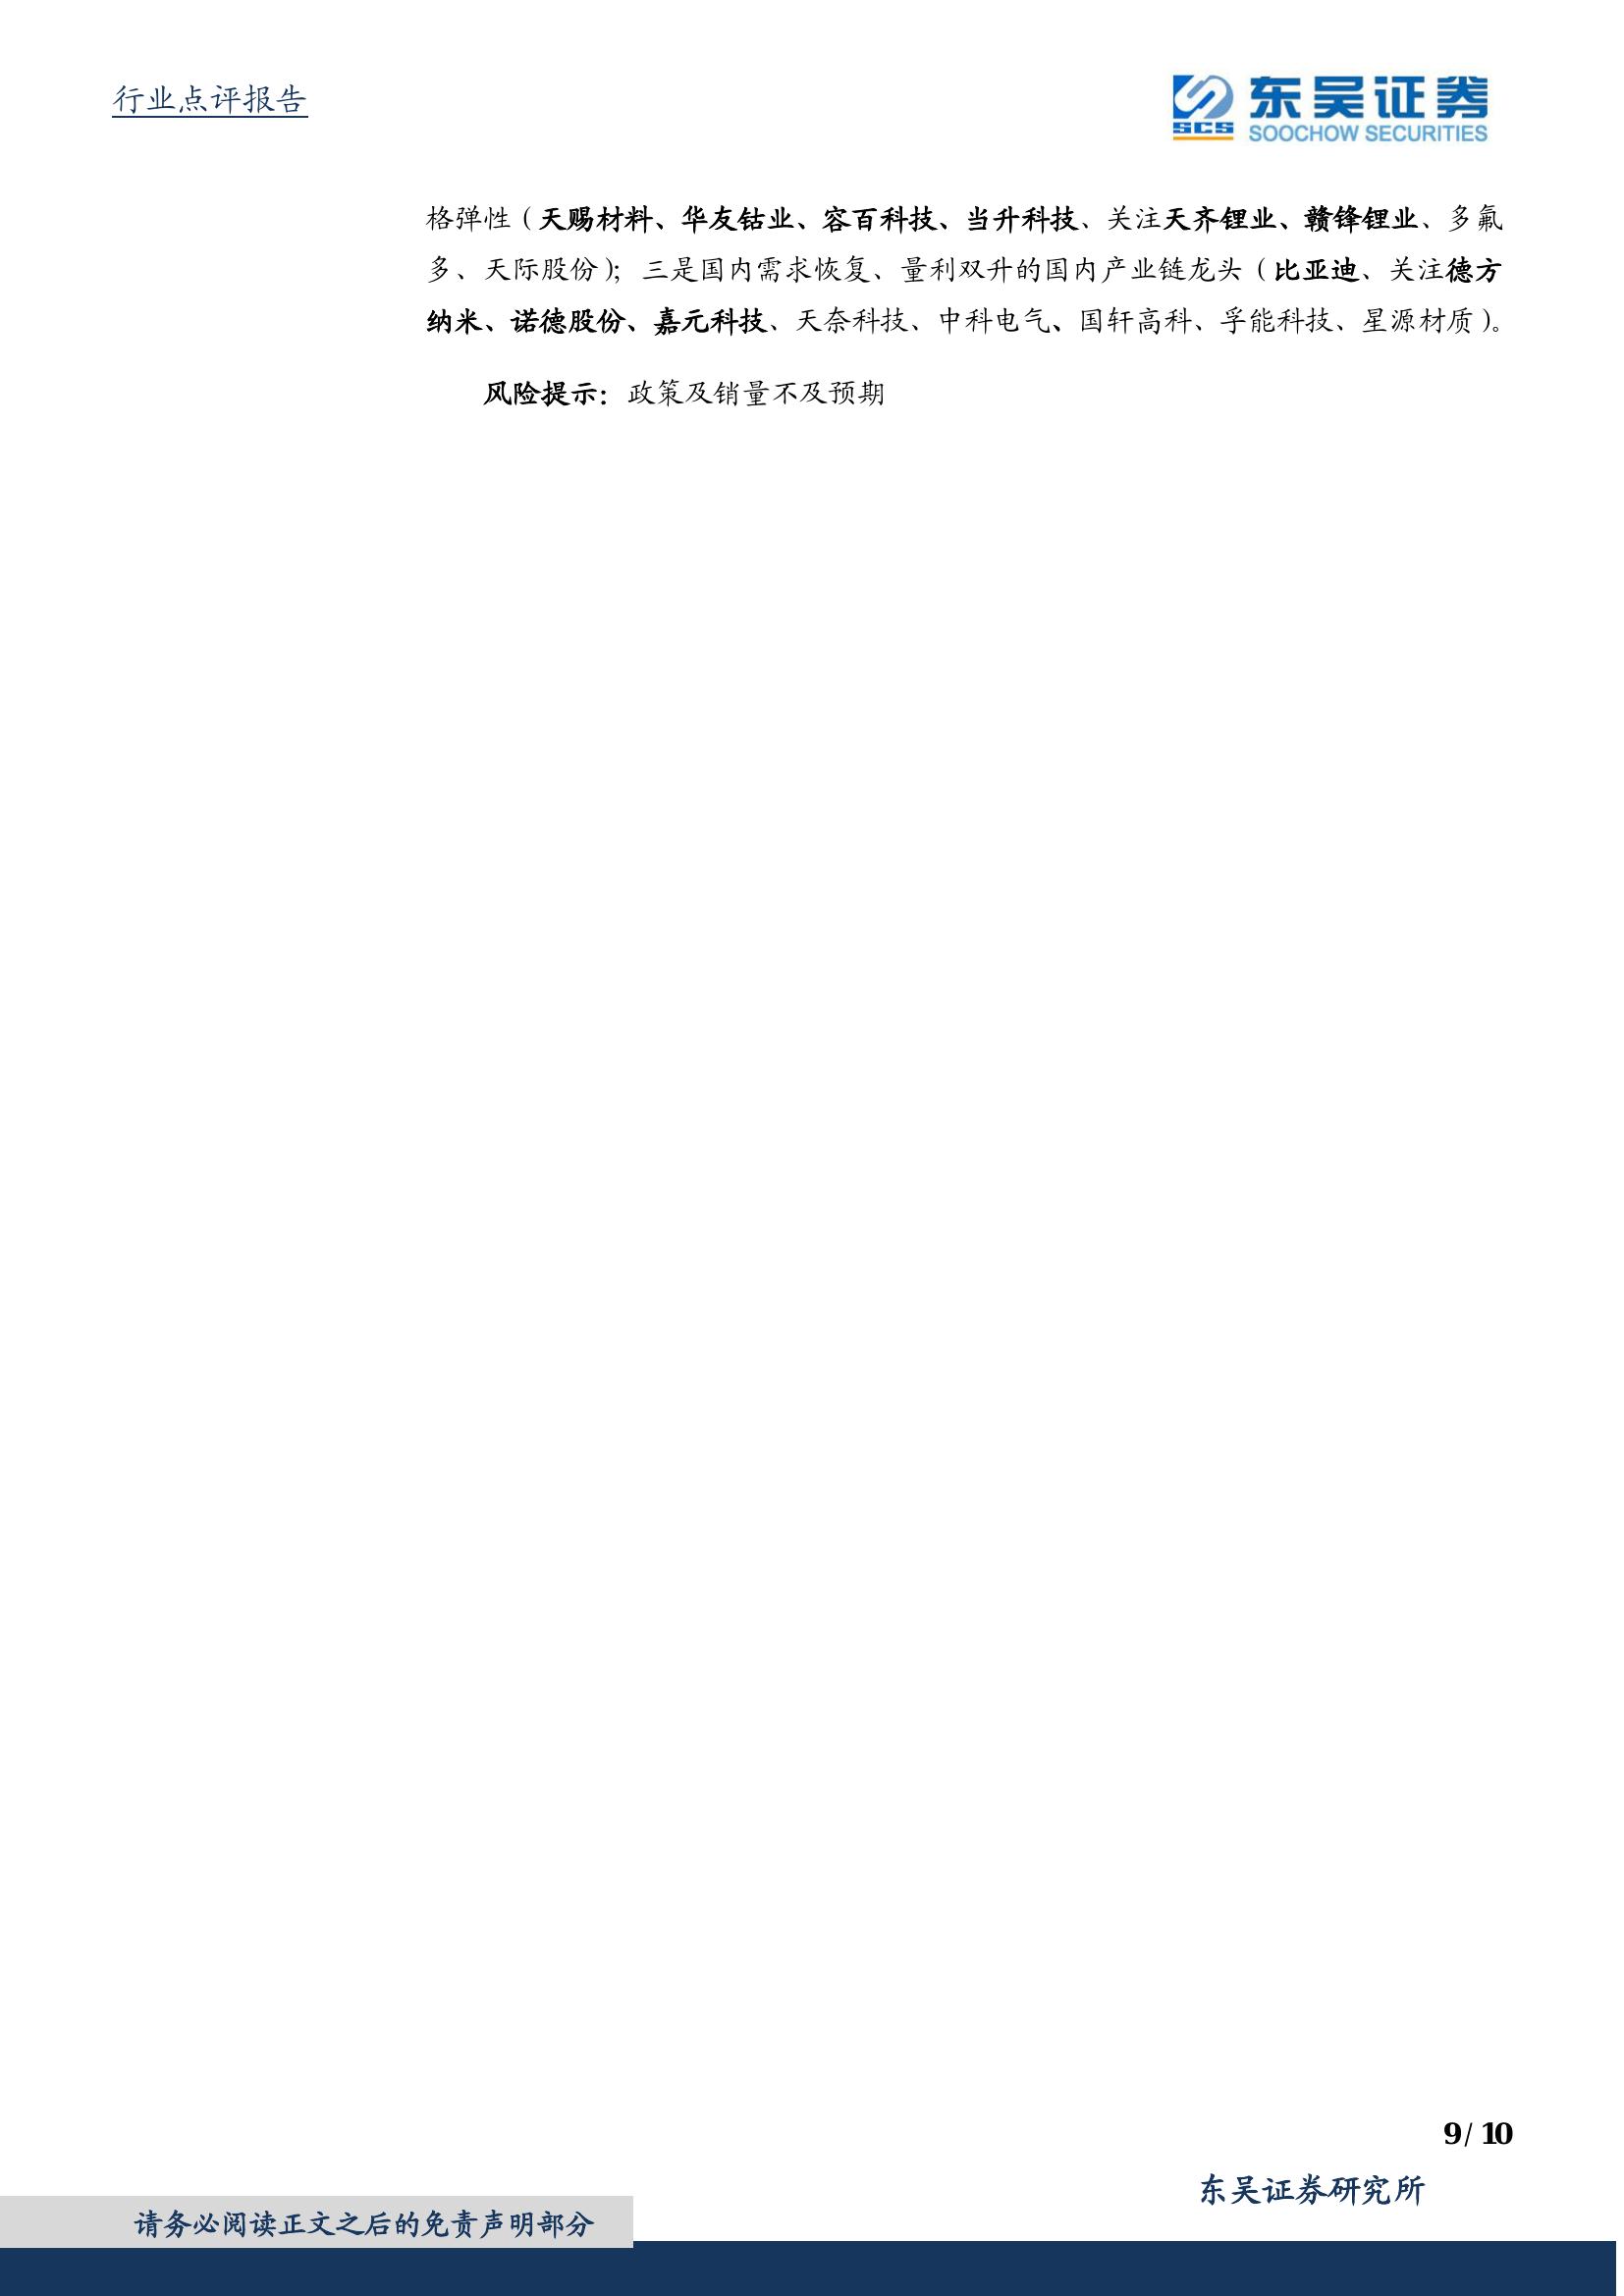 行业点评报告
东吴证券
SCS
SOOCHOW SECURITIES
格弹性（天赐材料、华友钴业、容百科技、当升科技、关注天齐锂业、赣锋锂业、多氟
多、天际股份）；三是国内需求恢复、量利双升的国内产业链龙头（比亚迪、关注德方
纳米、诺德股份、嘉元科技、天奈科技、中科电气、国轩高科、孚能科技、星源材质）。
风险提示：政策及销量不及预期
9 / 10
东吴证券研究所
请务必阅读正文之后的免责声明部分